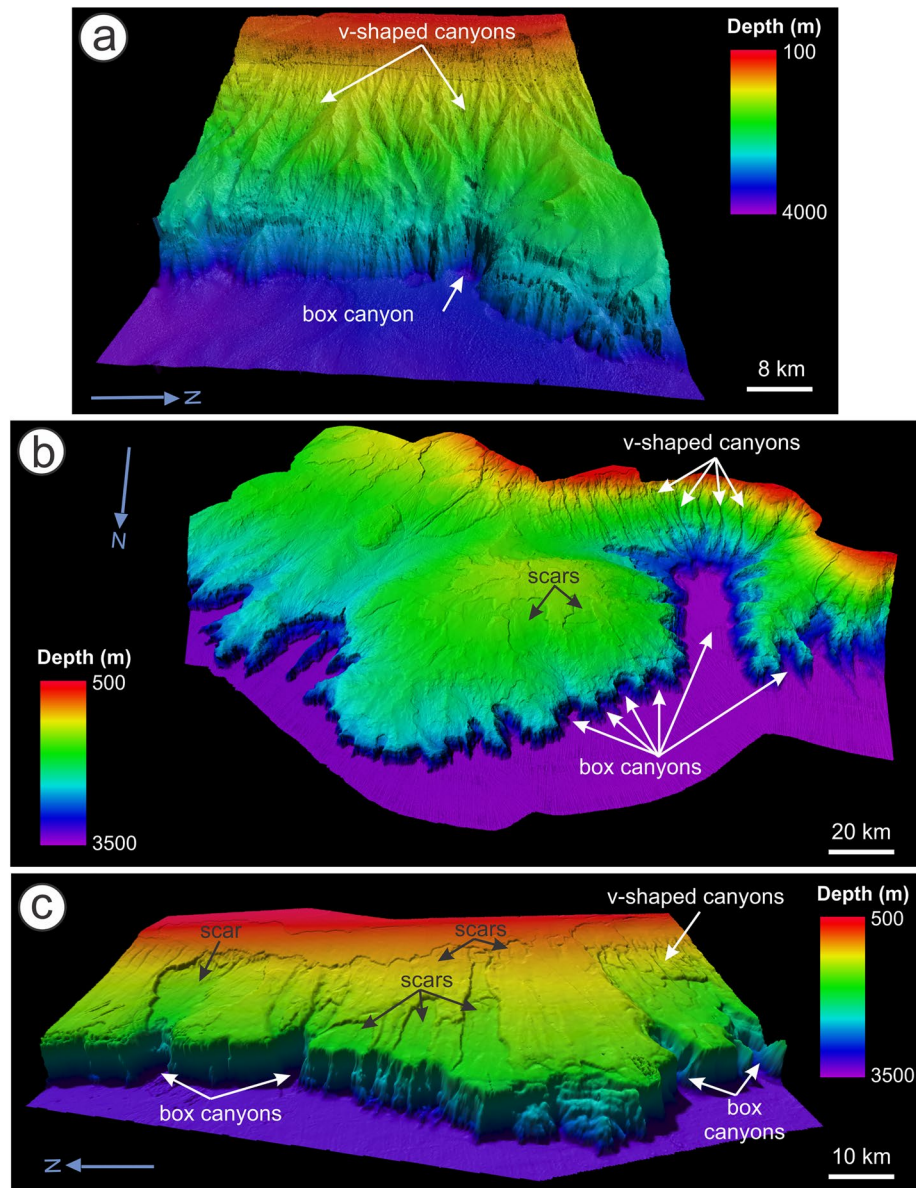 a
v-shaped canyons
Depth (m)
100
4000
box canyon
8 km
N
b
v-shaped canyons
N
scars
Depth (m)
500
3500
box canyons
20 km
c
v-shaped canyons
Depth (m)
500
3500
scar
scars
scars
box canyons
box
canyons
N
10 km